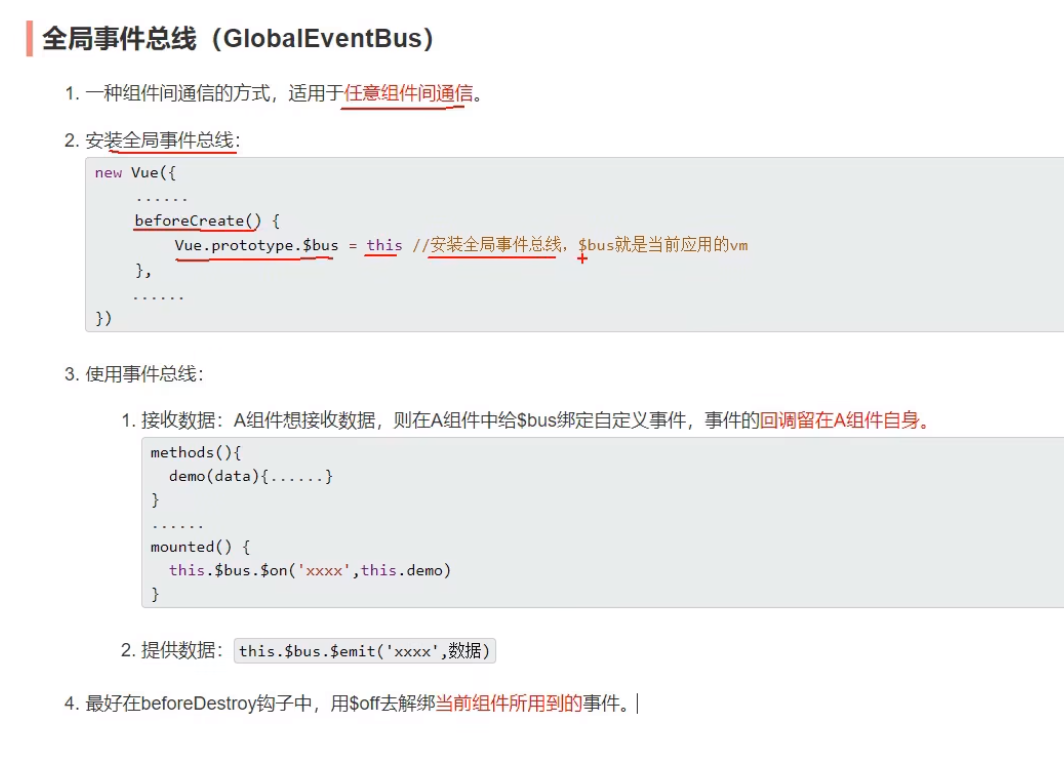 全局事件总线（GlobalEventBus）
1. 一种组件间通信的方式，适用于任意组件间通信。
2. 安装全局事件总线：
new Vue({
......
beforeCreate() {
Vue.prototype.$bus = this //安装全局事件总线，$bus就是当前应用的vm
},
......
})
3. 使用事件总线：
1. 接收数据：A组件想接收数据，则在A组件中给$bus绑定自定义事件，事件的回调留在A组件自身。
methods(){
demo(data){......}
}
......
mounted() {
this.$bus.$on('xxxx',this.demo)
}
2. 提供数据：this.$bus.$emit('xxxx',数据)
4. 最好在beforeDestroy钩子中，用$off去解绑当前组件所用到的事件。